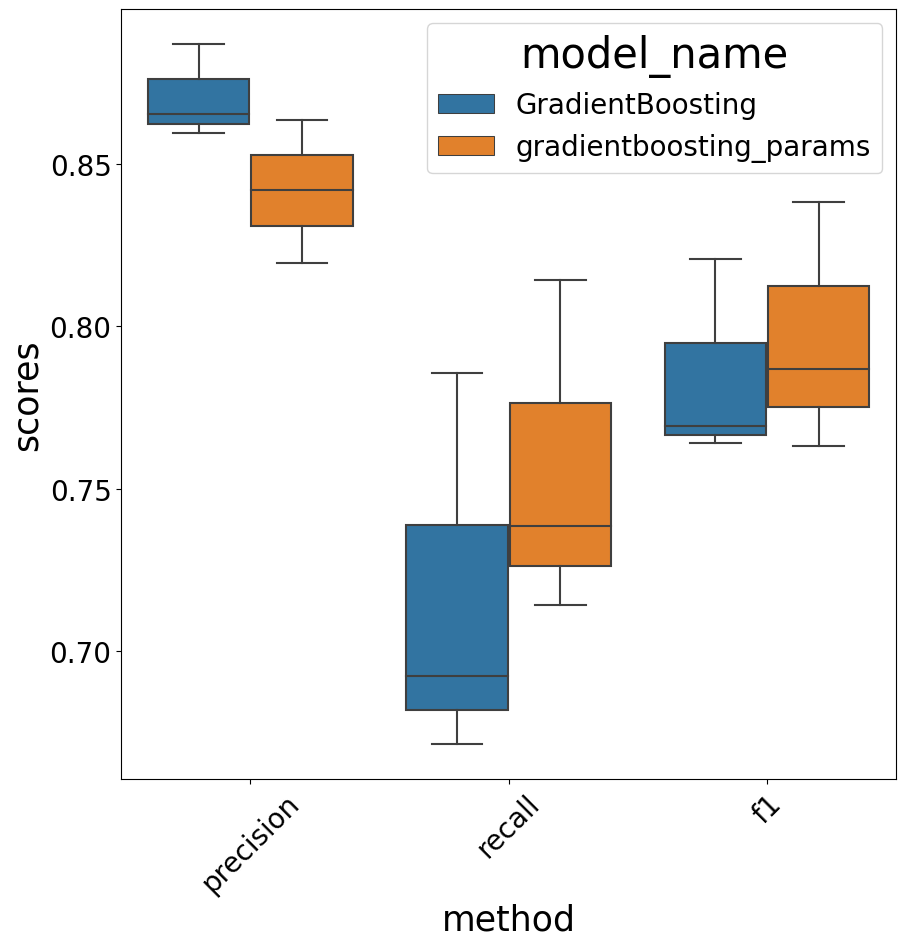 model_name
GradientBoosting
gradientboosting_params
scores
0.85
0.80
0.75
0.70
precision
recall
f1
method